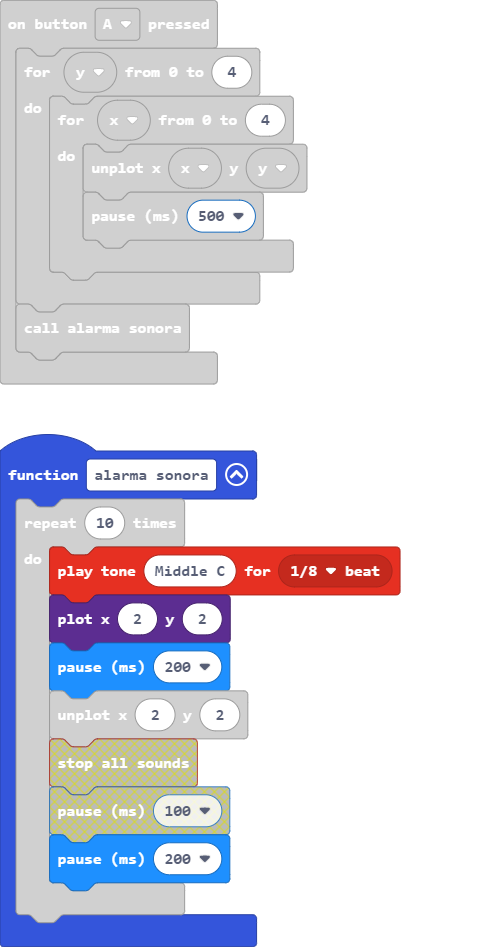 on button A pressed
for y from 0 to 4
do
for x from 0 to 4
do
unplot x x y y
pause (ms) 500
call alarma sonora
function alarma sonora
repeat 10 times
do
play tone Middle C for 1/8 beat
plot x 2 y 2
pause (ms) 200
unplot x 2 y 2
stop all sounds
pause (ms) 100
pause (ms) 200